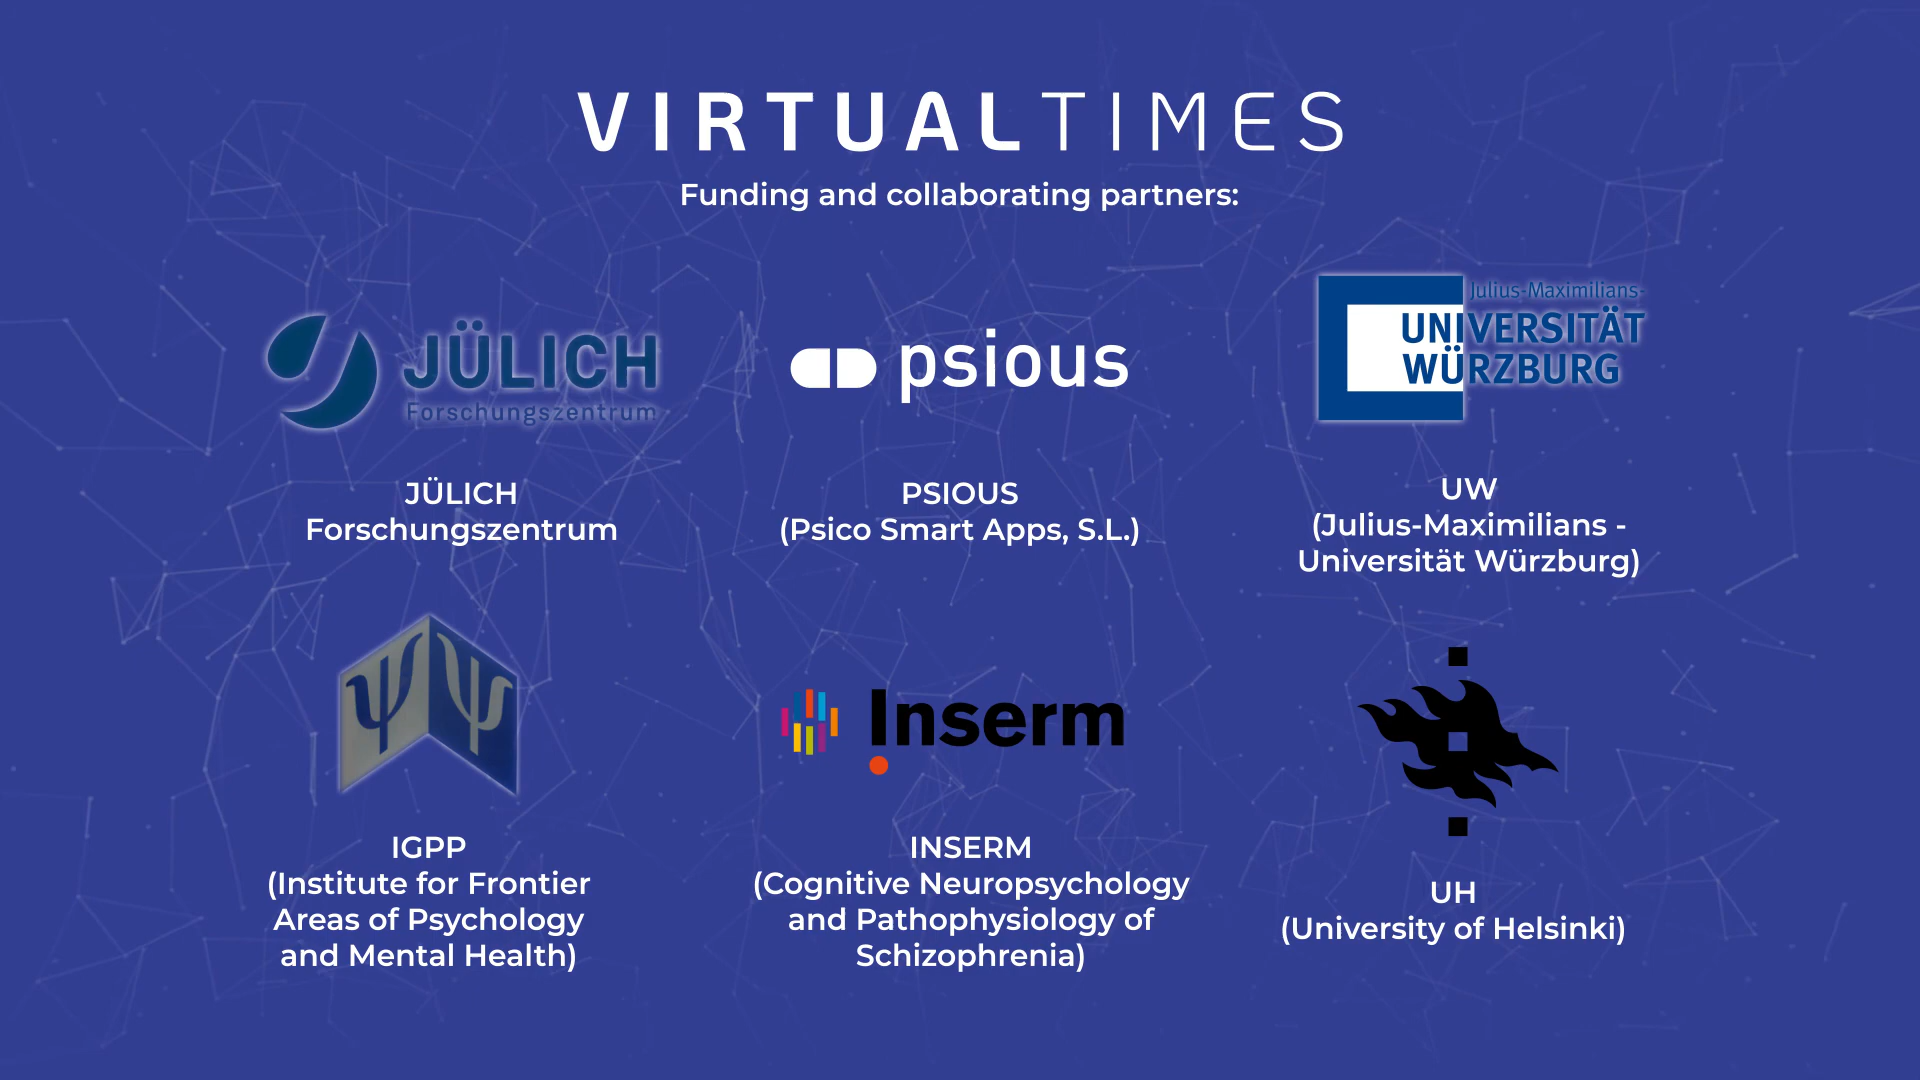 VIRTUALTIMES
Funding and collaborating partners:
JÜLICH
Forschungszentrum
JÜLICH
Forschungszentrum
psious
PSIOUS
(Psico Smart Apps, S.L.)
Julius-Maximilians-
UNIVERSITÄT
WÜRZBURG
UW
(Julius-Maximilians -
Universität Würzburg)
IGPP
(Institute for Frontier
Areas of Psychology
and Mental Health)
Inserm
INSERM
(Cognitive Neuropsychology
and Pathophysiology of
Schizophrenia)
UH
(University of Helsinki)